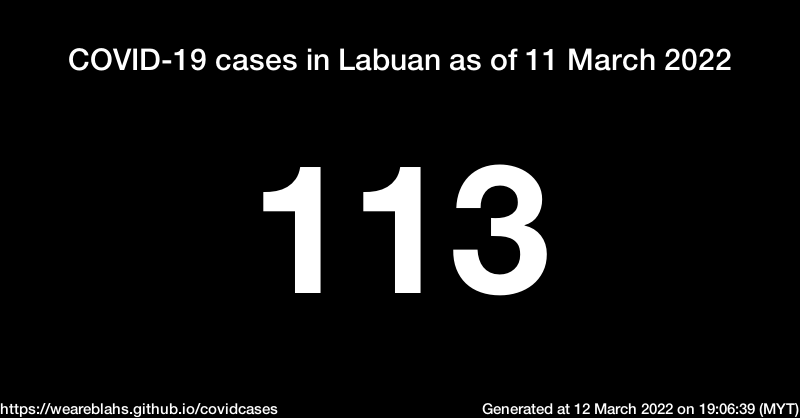 COVID-19 cases in Labuan as of 11 March 2022
113
https://weareblahs.github.io/covidcases
Generated at 12 March 2022 on 19:06:39 (MYT)